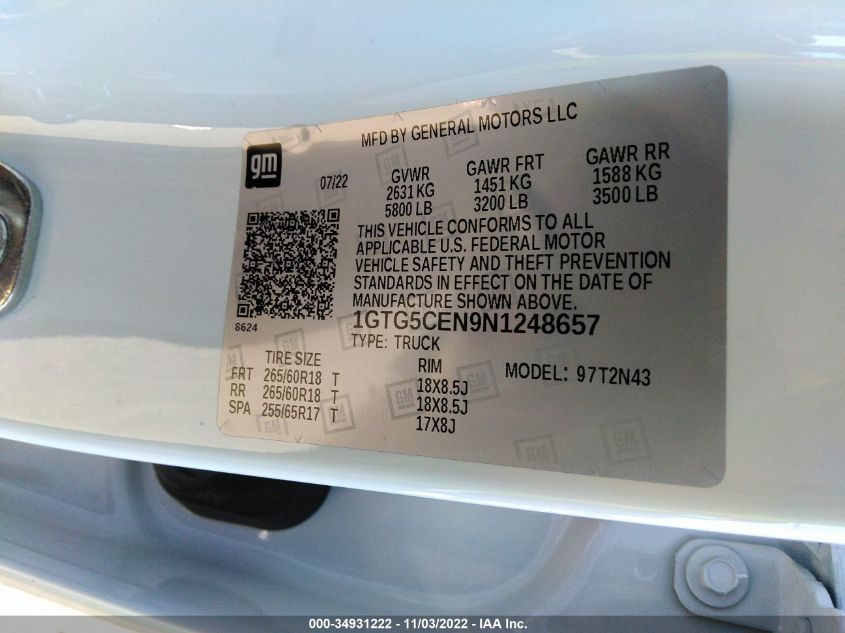 MFD BY GENERAL MOTORS LLC
gm
07/22
GVWR
2631 KG
5800 LB
GAWR FRT
1451 KG
3200 LB
GAWR RR
1588 KG
3500 LB
THIS VEHICLE CONFORMS TO ALL
APPLICABLE U.S. FEDERAL MOTOR
VEHICLE SAFETY AND THEFT PREVENTION
STANDARDS IN EFFECT ON THE DATE OF
MANUFACTURE SHOWN ABOVE.
8624
1GTG5CEN9N1248657
TYPE: TRUCK
TIRE SIZE
RIM
MODEL: 97T2N43
FRT 265/60R18 T 18X8.5J
RR 265/60R18 T 18X8.5J
SPA 255/65R17 T 17X8J
000-34931222 - 11/03/2022 - IAA Inc.